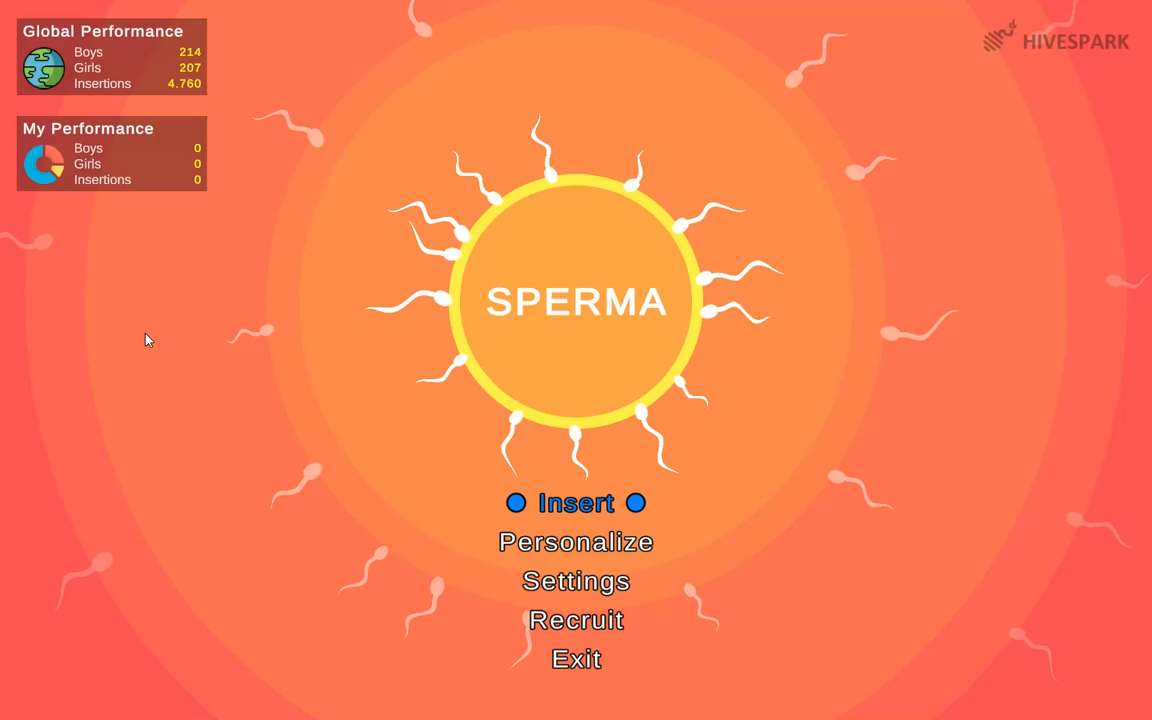 Global Performance
Boys 214
Girls 207
Insertions 4.760
My Performance
Boys 0
Girls 0
Insertions 0
HIVESPARK
SPERMA
Insert
Personalize
Settings
Recruit
Exit